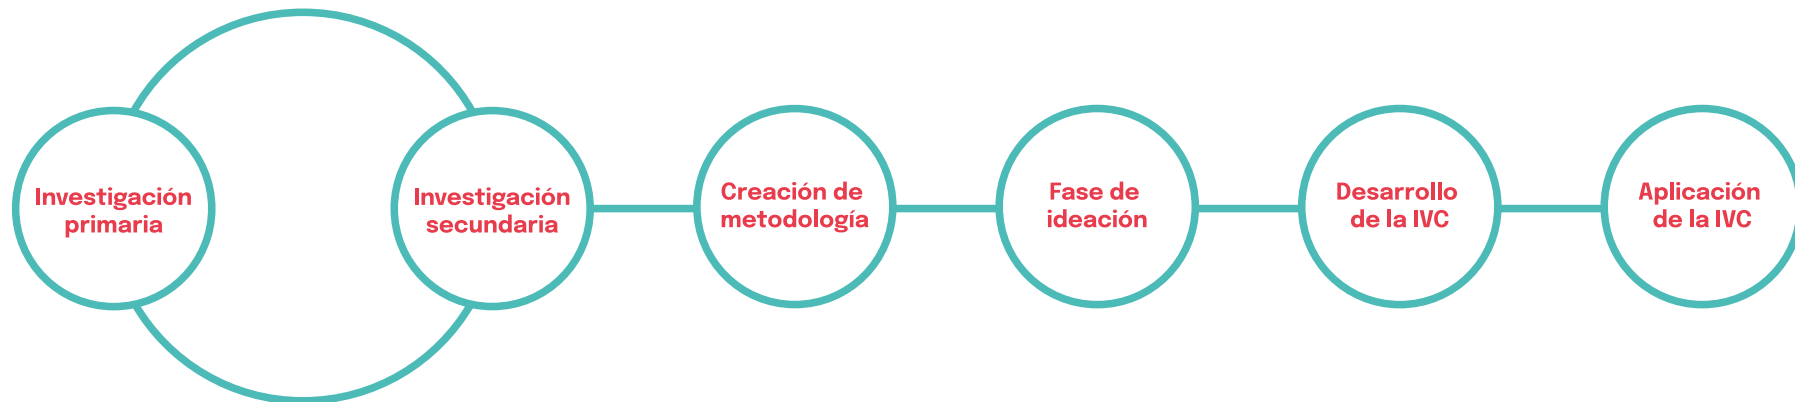 Investigación
primaria
Investigación
secundaria
Creación de
metodología
Fase de
ideación
Desarrollo
de la IVC
Aplicación
de la IVC